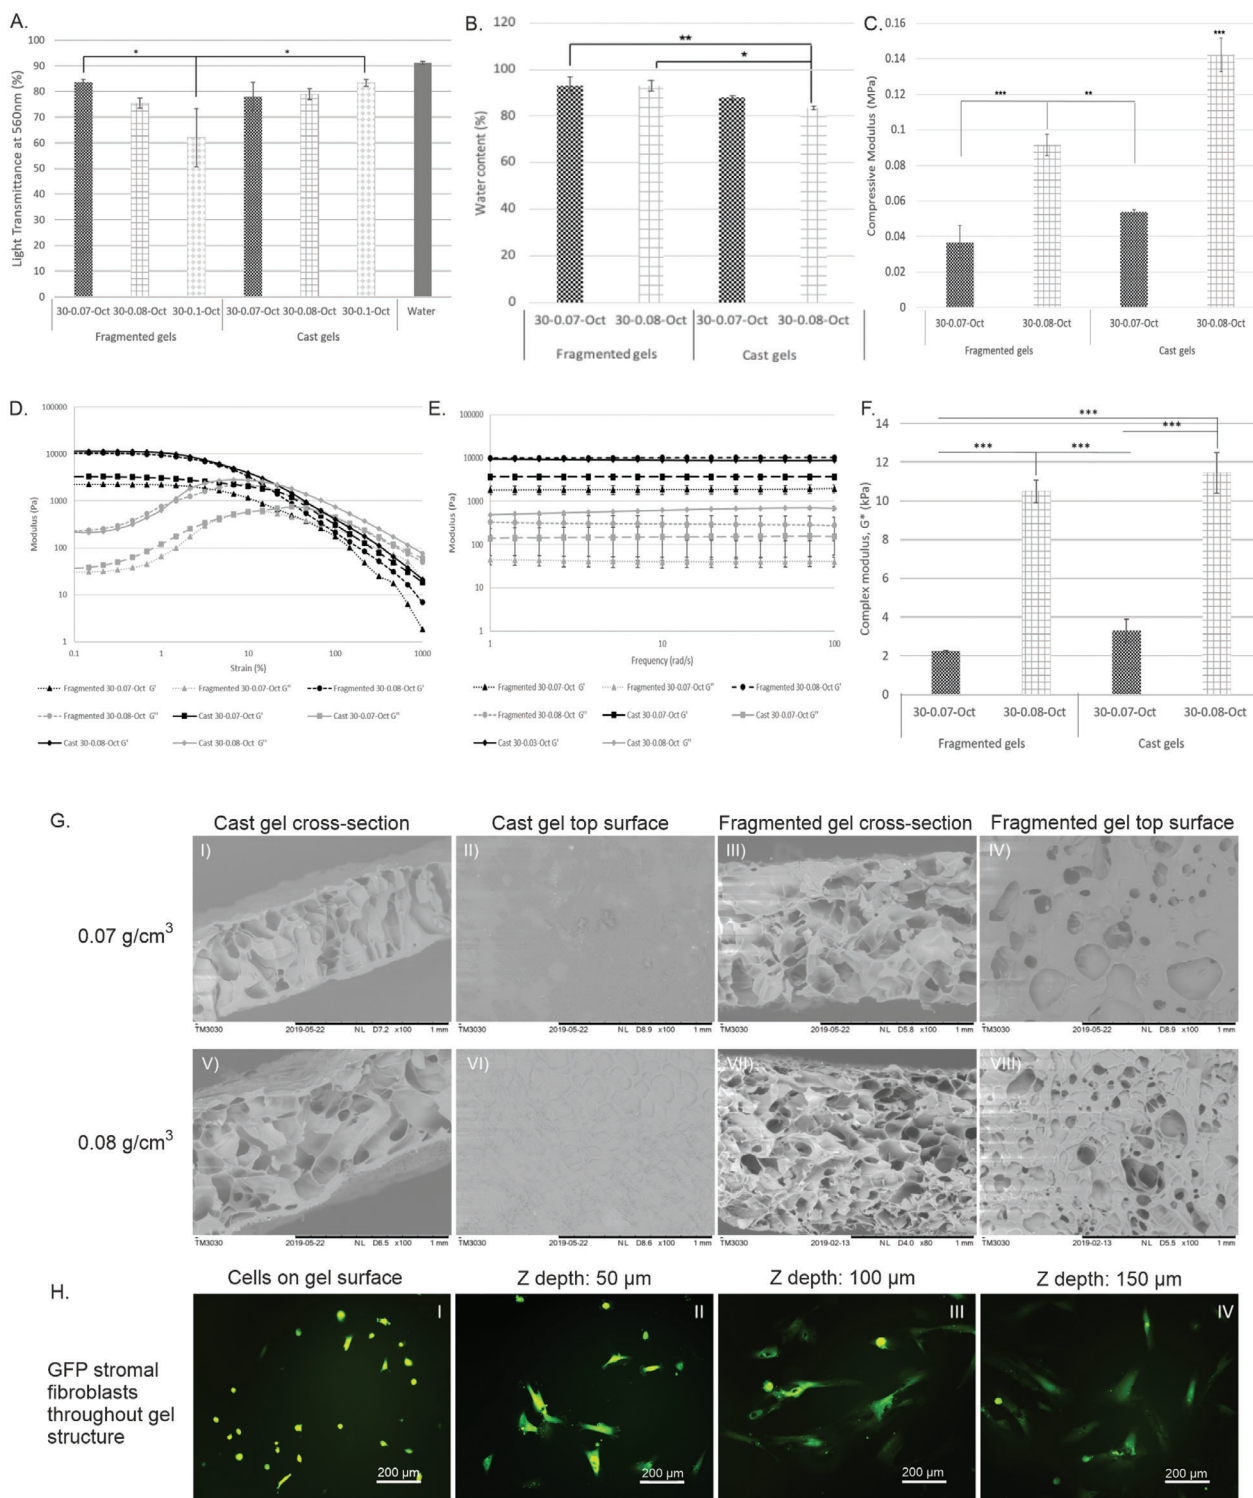 A.
Light Transmittance at 560nm (%)
100
90
80
70
60
50
40
30
20
10
0
*
*
30-0.07-Oct 30-0.08-Oct 30-0.1-Oct 30-0.07-Oct 30-0.08-Oct 30-0.1-Oct Water
Fragmented gels Cast gels
B.
Water content (%)
120
100
80
60
40
20
0
**
*
30-0.07-Oct 30-0.08-Oct 30-0.07-Oct 30-0.08-Oct
Fragmented gels Cast gels
C.
Compressive Modulus (MPa)
0.16
0.14
0.12
0.1
0.08
0.06
0.04
0.02
0
***
**
***
30-0.07-Oct 30-0.08-Oct 30-0.07-Oct 30-0.08-Oct
Fragmented gels Cast gels
D.
Modulus (Pa)
100000
10000
1000
100
10
1
0.1 1 10 100 1000
Strain (%)
Fragmented 30-0.07-Oct G' Fragmented 30-0.07-Oct G" Fragmented 30-0.08-Oct G'
Fragmented 30-0.08-Oct G" Cast 30-0.07-Oct G' Cast 30-0.07-Oct G"
Cast 30-0.08-Oct G' Cast 30-0.08-Oct G"
E.
Modulus (Pa)
100000
10000
1000
100
10
1
1 10 100
Frequency (rad/s)
Fragmented 30-0.07-Oct G' Fragmented 30-0.07-Oct G" Fragmented 30-0.08-Oct G'
Fragmented 30-0.08-Oct G" Cast 30-0.07-Oct G' Cast 30-0.07-Oct G"
Cast 30-0.03-Oct G' Cast 30-0.08-Oct G"
F.
Complex modulus, G* (kPa)
14
12
10
8
6
4
2
0
***
***
***
***
30-0.07-Oct 30-0.08-Oct 30-0.07-Oct 30-0.08-Oct
Fragmented gels Cast gels
G.
Cast gel cross-section Cast gel top surface Fragmented gel cross-section Fragmented gel top surface
0.07 g/cm³
I) II) III) IV)
TM3030 2019-05-22 NL D7.2 x100 1 mm
TM3030 2019-05-22 NL D8.9 x100 1 mm
TM3030 2019-05-22 NL D5.8 x100 1 mm
TM3030 2019-05-22 NL D8.9 x100 1 mm
0.08 g/cm³
V) VI) VII) VIII)
TM3030 2019-05-22 NL D6.5 x100 1 mm
TM3030 2019-05-22 NL D8.6 x100 1 mm
TM3030 2019-02-13 NL D4.0 x80 1 mm
TM3030 2019-02-13 NL D5.5 x100 1 mm
H.
Cells on gel surface Z depth: 50 µm Z depth: 100 µm Z depth: 150 µm
GFP stromal
fibroblasts
throughout gel
structure
I II III IV
200 µm 200 µm 200 µm 200 µm